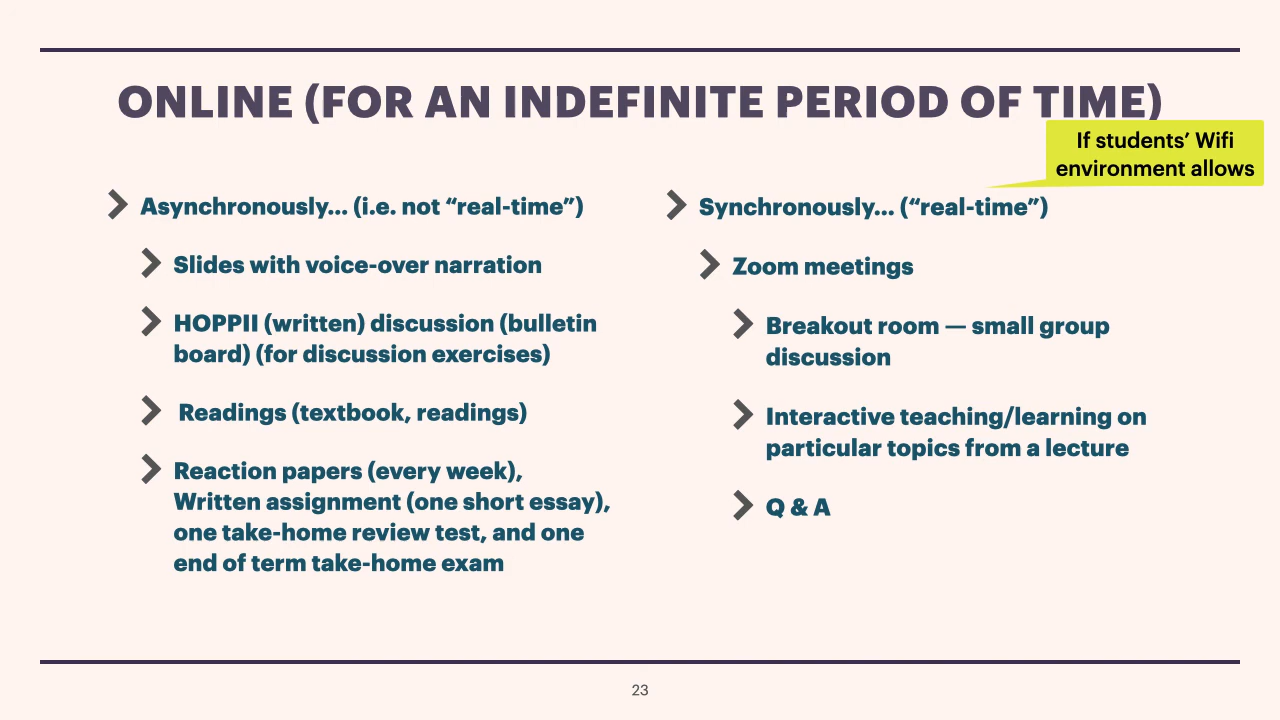 ONLINE (FOR AN INDEFINITE PERIOD OF TIME)
If students’ Wifi
environment allows
Asynchronously... (i.e. not “real-time”)
Slides with voice-over narration
HOPPII (written) discussion (bulletin
board) (for discussion exercises)
Readings (textbook, readings)
Reaction papers (every week),
Written assignment (one short essay),
one take-home review test, and one
end of term take-home exam
Synchronously... (“real-time”)
Zoom meetings
Breakout room — small group
discussion
Interactive teaching/learning on
particular topics from a lecture
Q & A
23